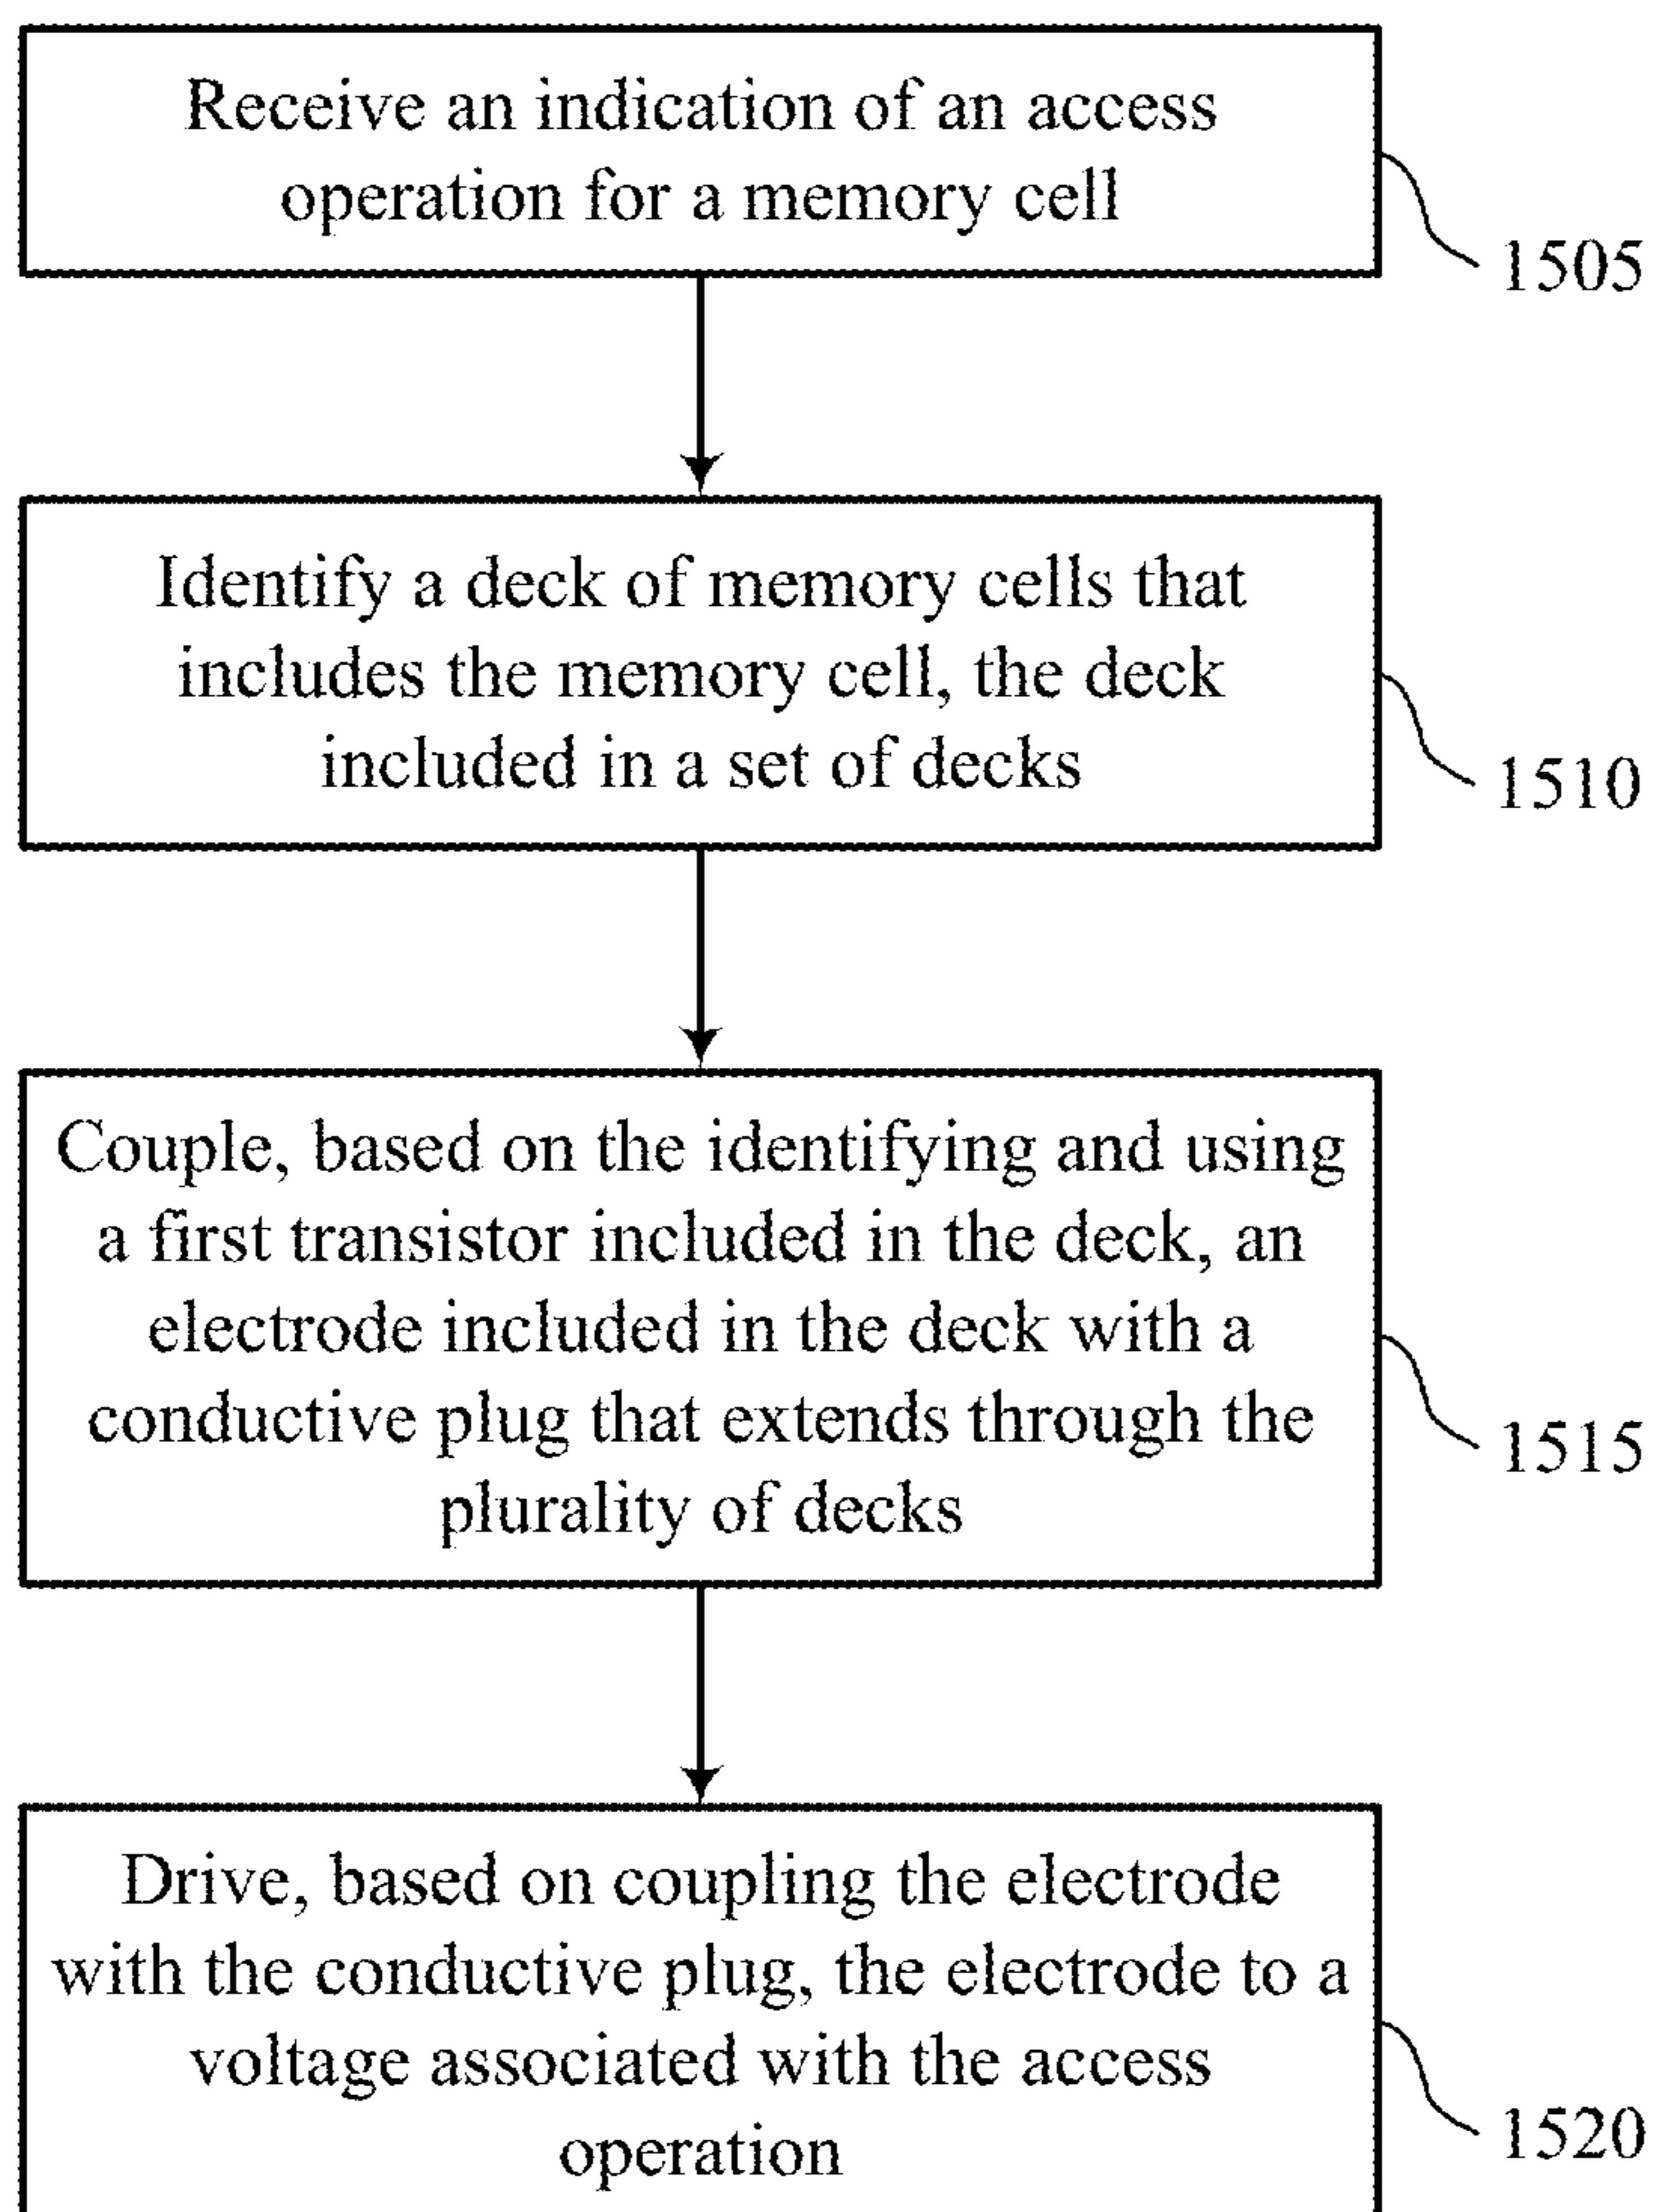 Receive an indication of an access
operation for a memory cell
1505
Identify a deck of memory cells that
includes the memory cell, the deck
included in a set of decks
1510
Couple, based on the identifying and using
a first transistor included in the deck, an
electrode included in the deck with a
conductive plug that extends through the
plurality of decks
1515
Drive, based on coupling the electrode
with the conductive plug, the electrode to a
voltage associated with the access
operation
1520